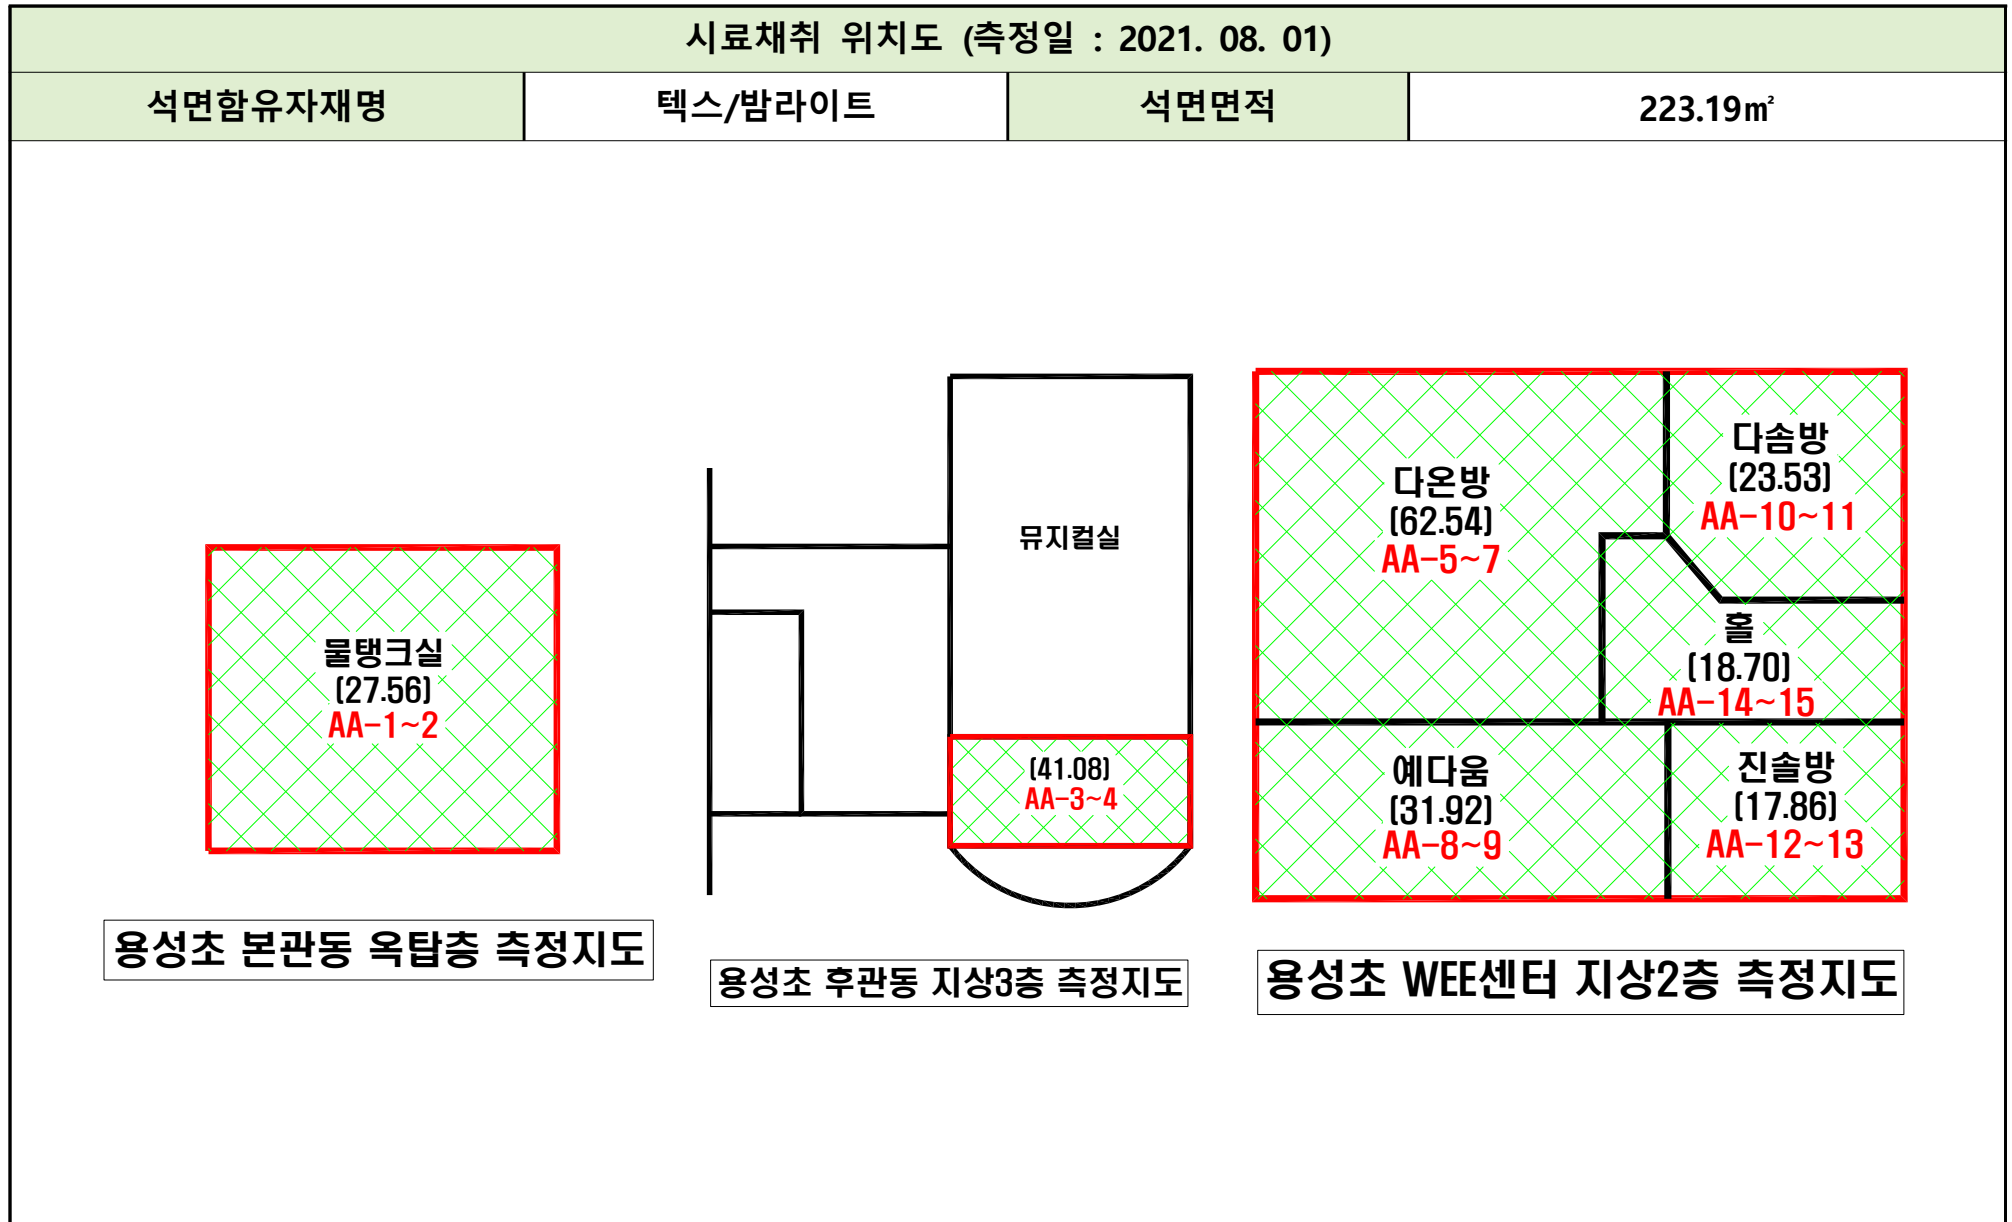 시료채취 위치도 (측정일 : 2021. 08. 01)
석면함유자재명 텍스/밤라이트 석면면적 223.19㎡
물탱크실
(27.56)
AA-1~2
용성초 본관동 옥탑층 측정지도
뮤지컬실
(41.08)
AA-3~4
용성초 후관동 지상3층 측정지도
다온방
(62.54)
AA-5~7
다솜방
(23.53)
AA-10~11
홀
(18.70)
AA-14~15
예다움
(31.92)
AA-8~9
진솔방
(17.86)
AA-12~13
용성초 WEE센터 지상2층 측정지도